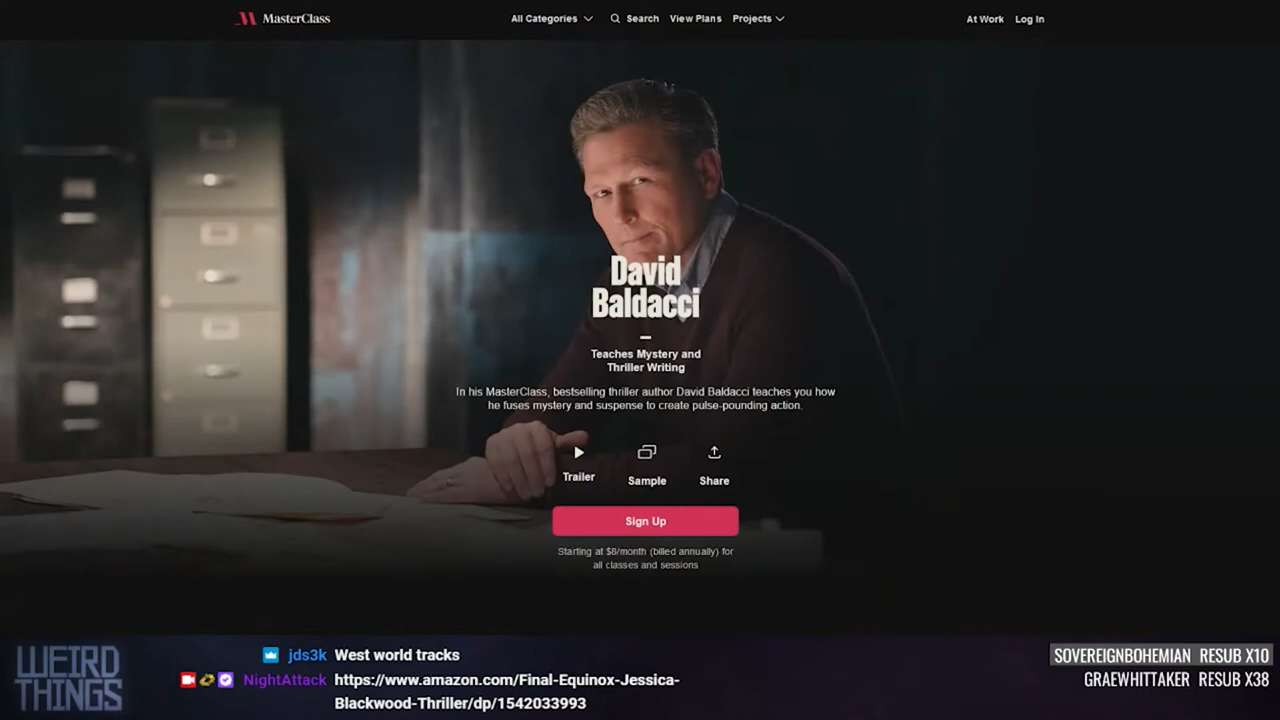 MasterClass
All Categories
Search
View Plans
Projects
At Work
Log In
David
Baldacci
Teaches Mystery and
Thriller Writing
In his MasterClass, bestselling thriller author David Baldacci teaches you how
he fuses mystery and suspense to create pulse-pounding action.
Trailer
Sample
Share
Sign Up
Starting at $8/month (billed annually) for
all classes and sessions
WEIRD
THINGS
jds3k West world tracks
NightAttack https://www.amazon.com/Final-Equinox-Jessica-
Blackwood-Thriller/dp/1542033993
SOVEREIGNBOHEMIAN RESUB X10
GRAEWHITTAKER RESUB X38